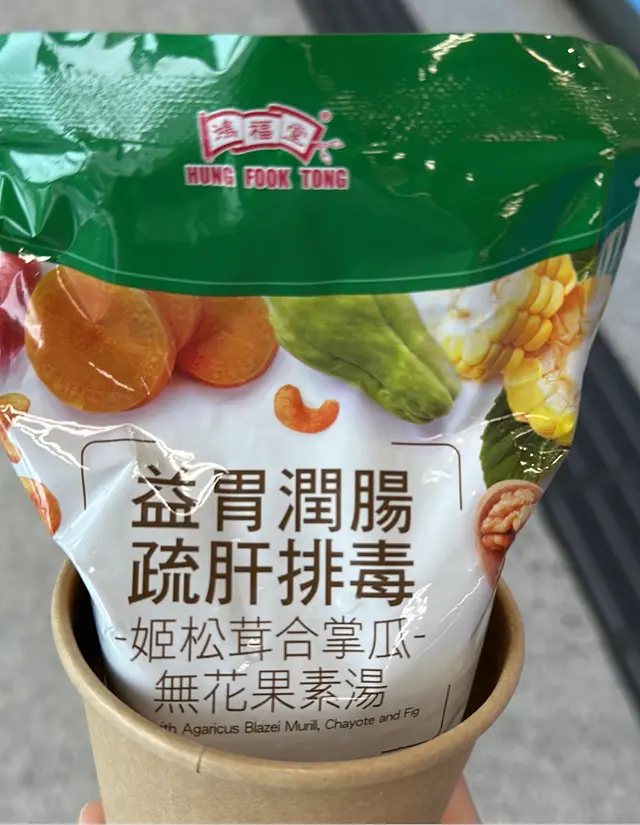 鴻福堂
HUNG FOOK TONG
益胃潤腸
疏肝排毒
-姬松茸合掌瓜-
無花果素湯
with Agaricus Blazei Murill, Chayote and Fig